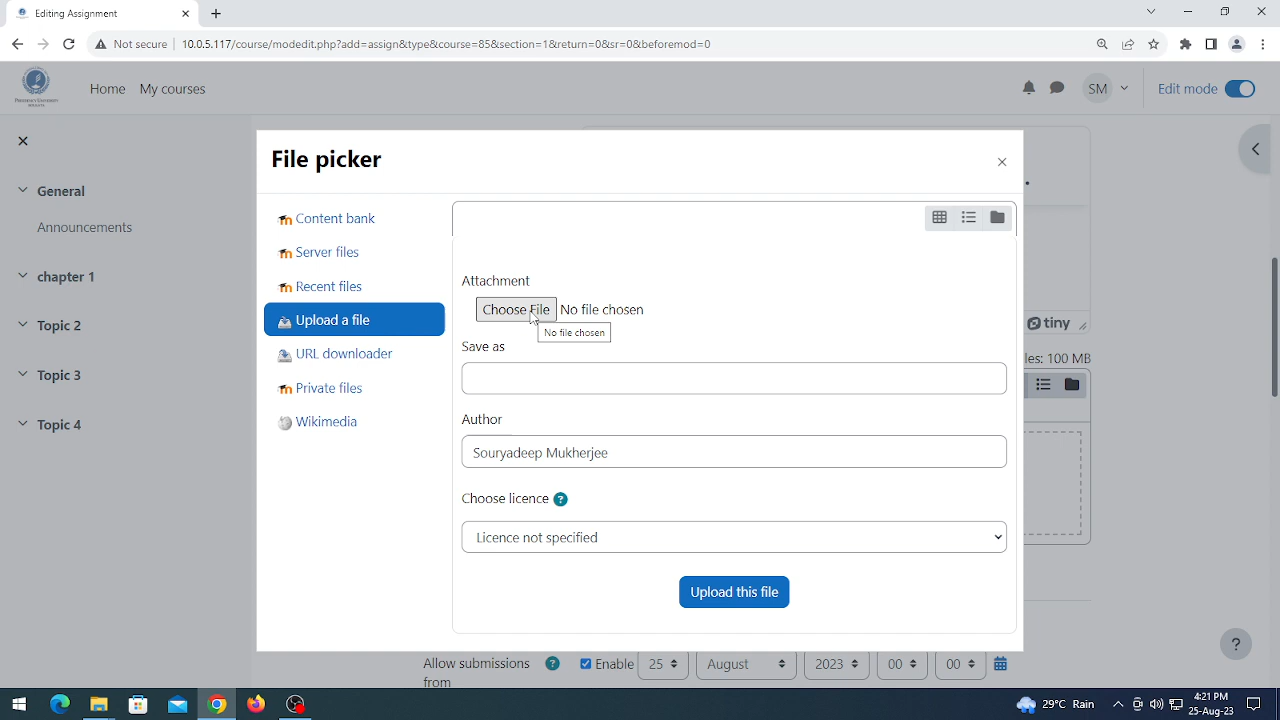 Editing Assignment
Not secure
10.0.5.117/course/modedit.php?add=assign&type&course=85&section=1&return=0&sr=0&beforemod=0
Home
My courses
SM
Edit mode
File picker
General
Announcements
chapter 1
Topic 2
Topic 3
Topic 4
Content bank
Server files
Recent files
Upload a file
URL downloader
Private files
Wikimedia
Attachment
Choose File No file chosen
No file chosen
Save as
Author
Souryadeep Mukherjee
Choose licence ?
Licence not specified
Upload this file
tiny
les: 100 MB
?
Allow submissions from
?
Enable
25
August
2023
00
00
29°C Rain
4:21 PM
25-Aug-23